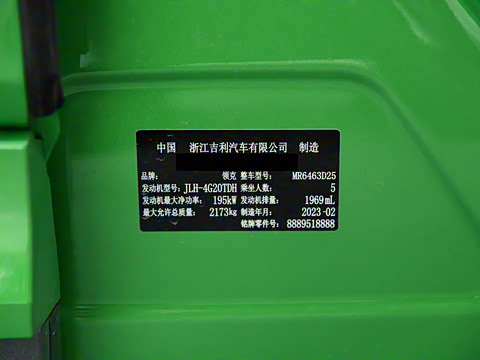 中国 浙江吉利汽车有限公司 制造
品牌: 领克 整车型号: MR6463D25
发动机型号: JLH-4G20TDH 乘坐人数: 5
发动机最大净功率: 195kW 发动机排量: 1969mL
最大允许总质量: 2173kg 制造年月: 2023-02
铭牌零件号: 8889518888